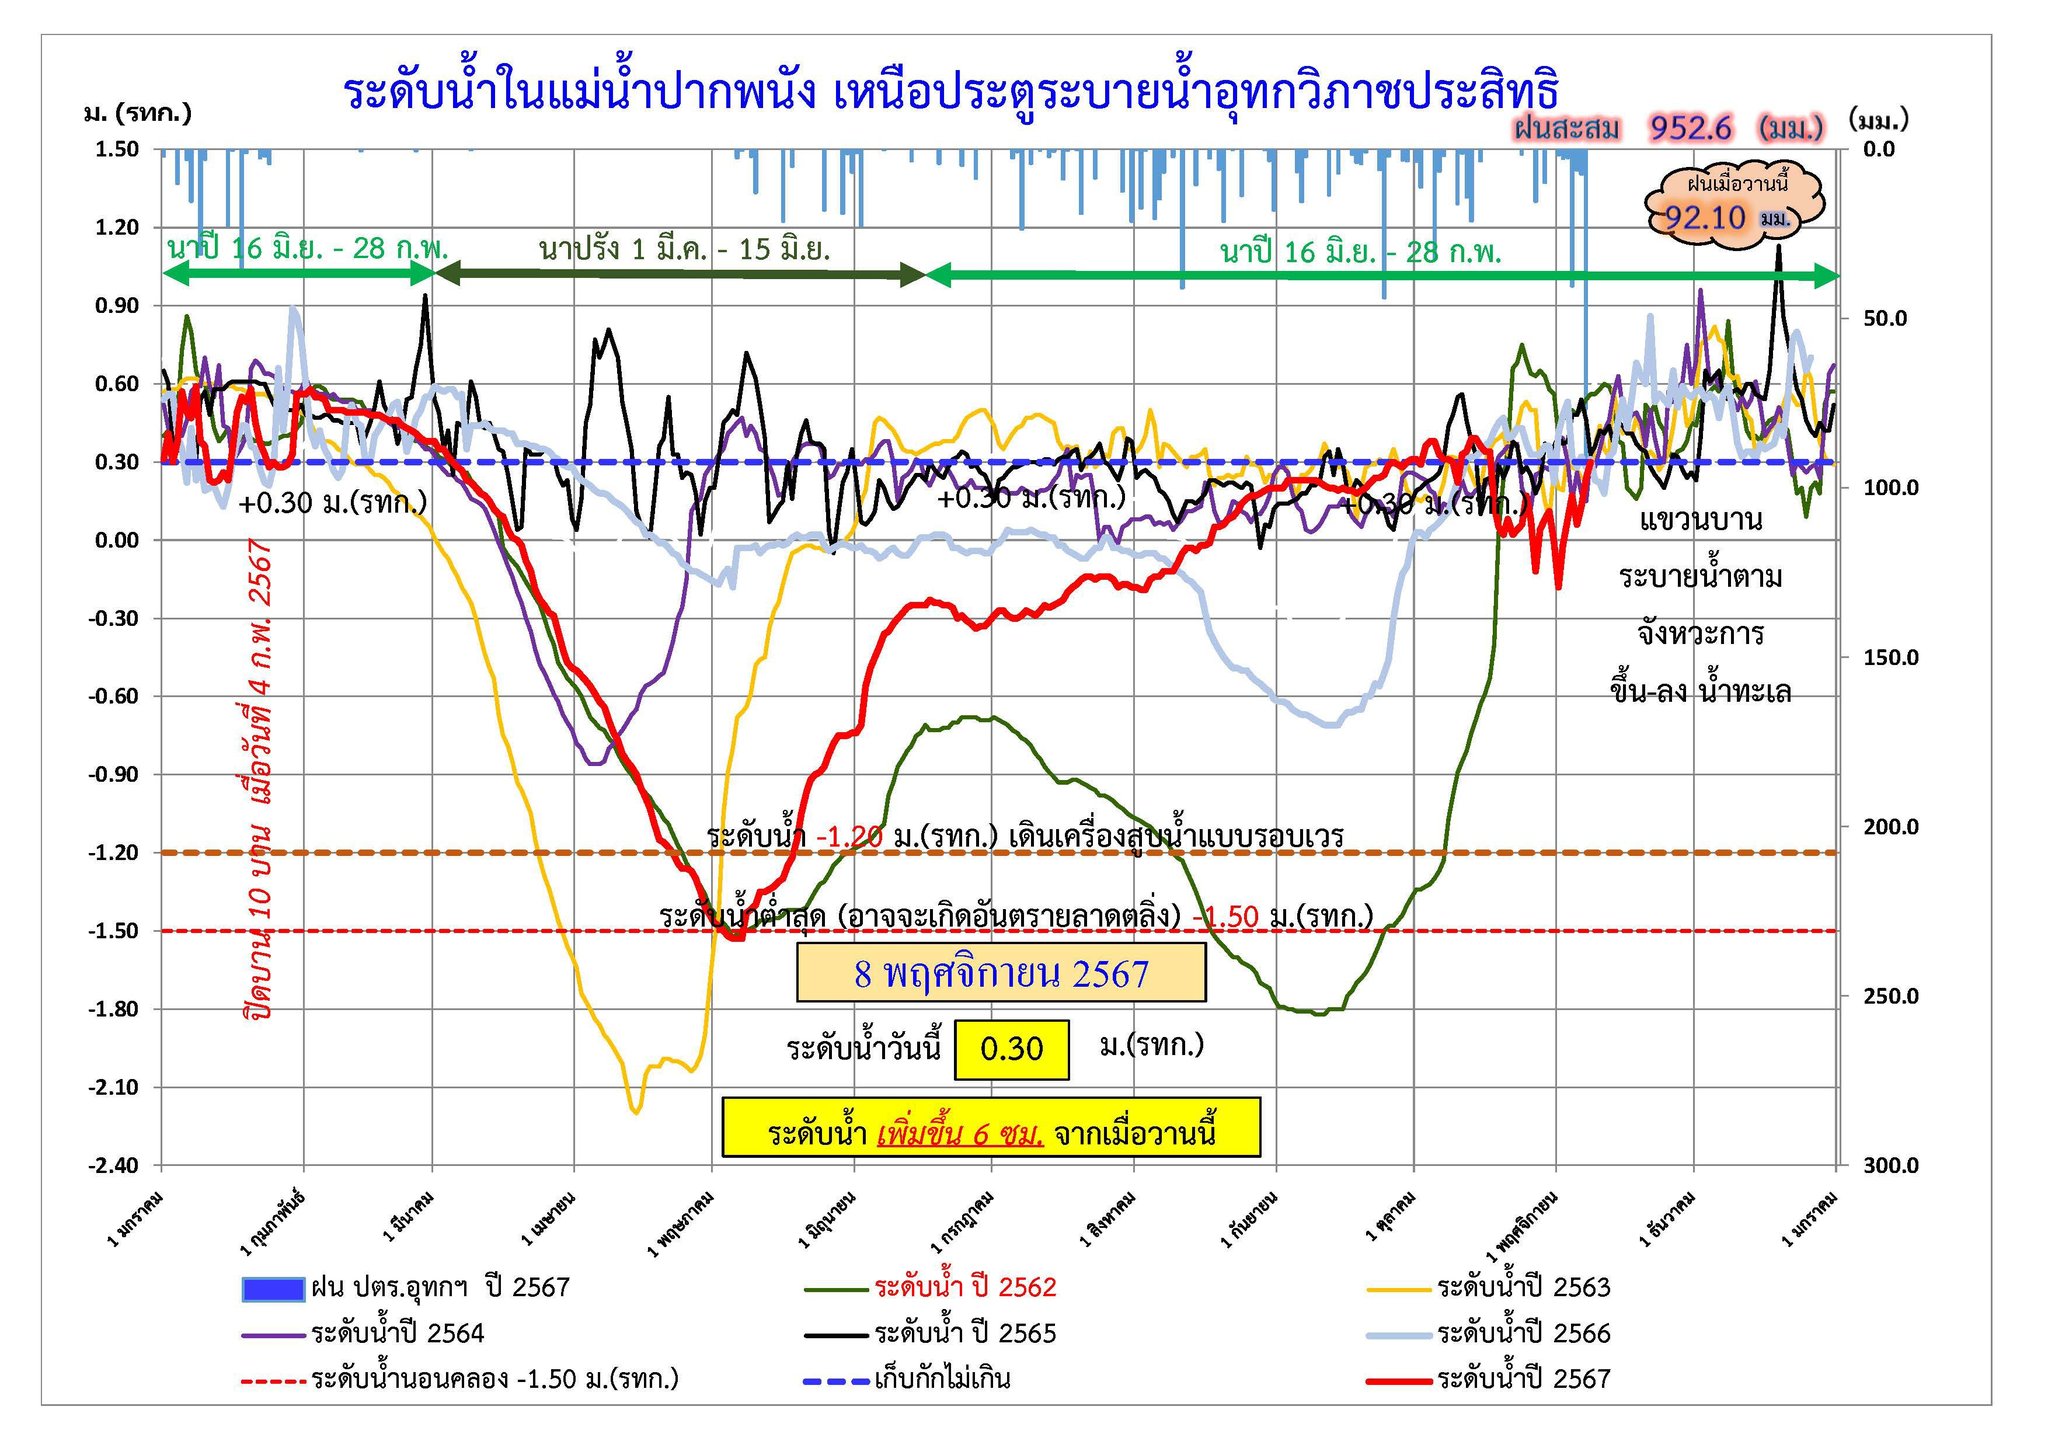 ระดับน้ำในแม่น้ำปากพนัง เหนือประตูระบายน้ำอุทกวิภาชประสิทธิ
ม. (รทก.)
(มม.)
ฝนสะสม 952.6 (มม.)
ฝนเมื่อวานนี้
92.10 มม.
1.50
1.20
0.90
0.60
0.30
0.00
-0.30
-0.60
-0.90
-1.20
-1.50
-1.80
-2.10
-2.40
0.0
50.0
100.0
150.0
200.0
250.0
300.0
นาปี 16 มิ.ย. - 28 ก.พ.
นาปรัง 1 มี.ค. - 15 มิ.ย.
นาปี 16 มิ.ย. - 28 ก.พ.
+0.30 ม.(รทก.)
+0.30 ม.(รทก.)
+0.30 ม.(รทก.)
ปิดบาน 10 บาน เมื่อวันที่ 4 ก.พ. 2567
แขวนบาน
ระบายน้ำตาม
จังหวะการ
ขึ้น-ลง น้ำทะเล
ระดับน้ำ -1.20 ม.(รทก.) เดินเครื่องสูบน้ำแบบรอบเวร
ระดับน้ำต่ำสุด (อาจจะเกิดอันตรายลาดตลิ่ง) -1.50 ม.(รทก.)
8 พฤศจิกายน 2567
ระดับน้ำวันนี้ 0.30 ม.(รทก.)
ระดับน้ำ เพิ่มขึ้น 6 ซม. จากเมื่อวานนี้
1 มกราคม
1 กุมภาพันธ์
1 มีนาคม
1 เมษายน
1 พฤษภาคม
1 มิถุนายน
1 กรกฎาคม
1 สิงหาคม
1 กันยายน
1 ตุลาคม
1 พฤศจิกายน
1 ธันวาคม
1 มกราคม
ฝน ปตร.อุทกฯ ปี 2567
ระดับน้ำ ปี 2562
ระดับน้ำปี 2563
ระดับน้ำปี 2564
ระดับน้ำ ปี 2565
ระดับน้ำปี 2566
ระดับน้ำนอนคลอง -1.50 ม.(รทก.)
เก็บกักไม่เกิน
ระดับน้ำปี 2567